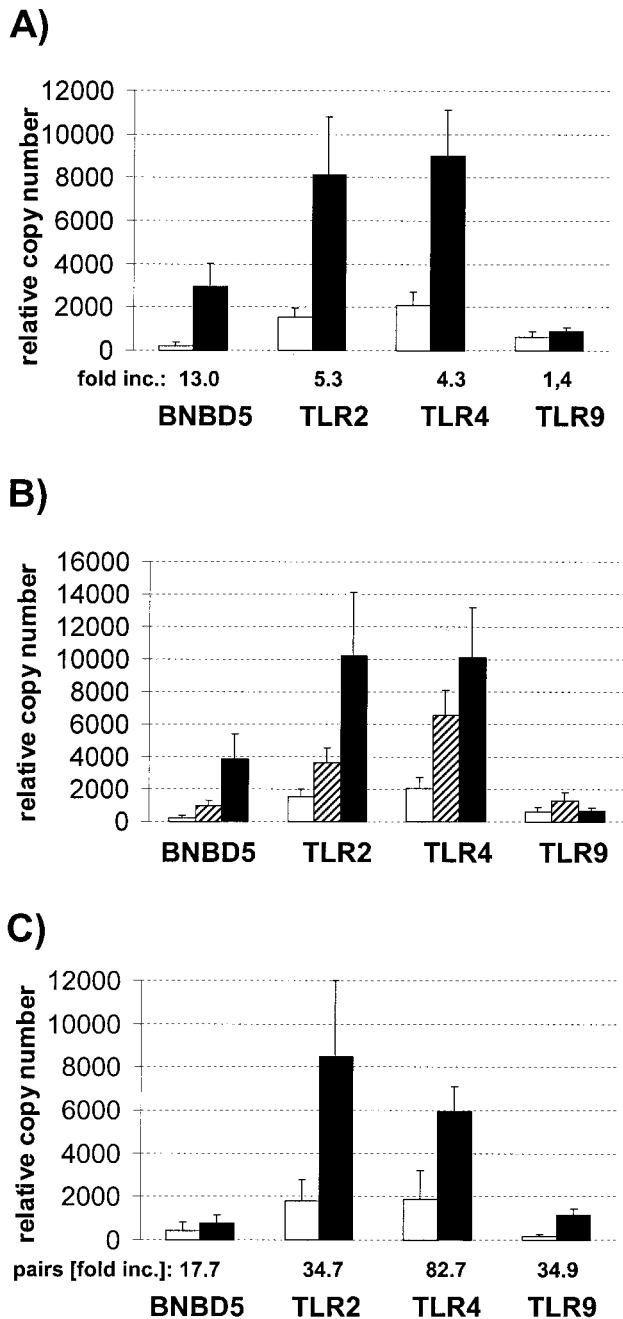 A)
relative copy number
12000
10000
8000
6000
4000
2000
0
fold inc.: 13.0 5.3 4.3 1,4
BNBD5 TLR2 TLR4 TLR9
B)
relative copy number
16000
14000
12000
10000
8000
6000
4000
2000
0
BNBD5 TLR2 TLR4 TLR9
C)
relative copy number
12000
10000
8000
6000
4000
2000
0
pairs [fold inc.]: 17.7 34.7 82.7 34.9
BNBD5 TLR2 TLR4 TLR9